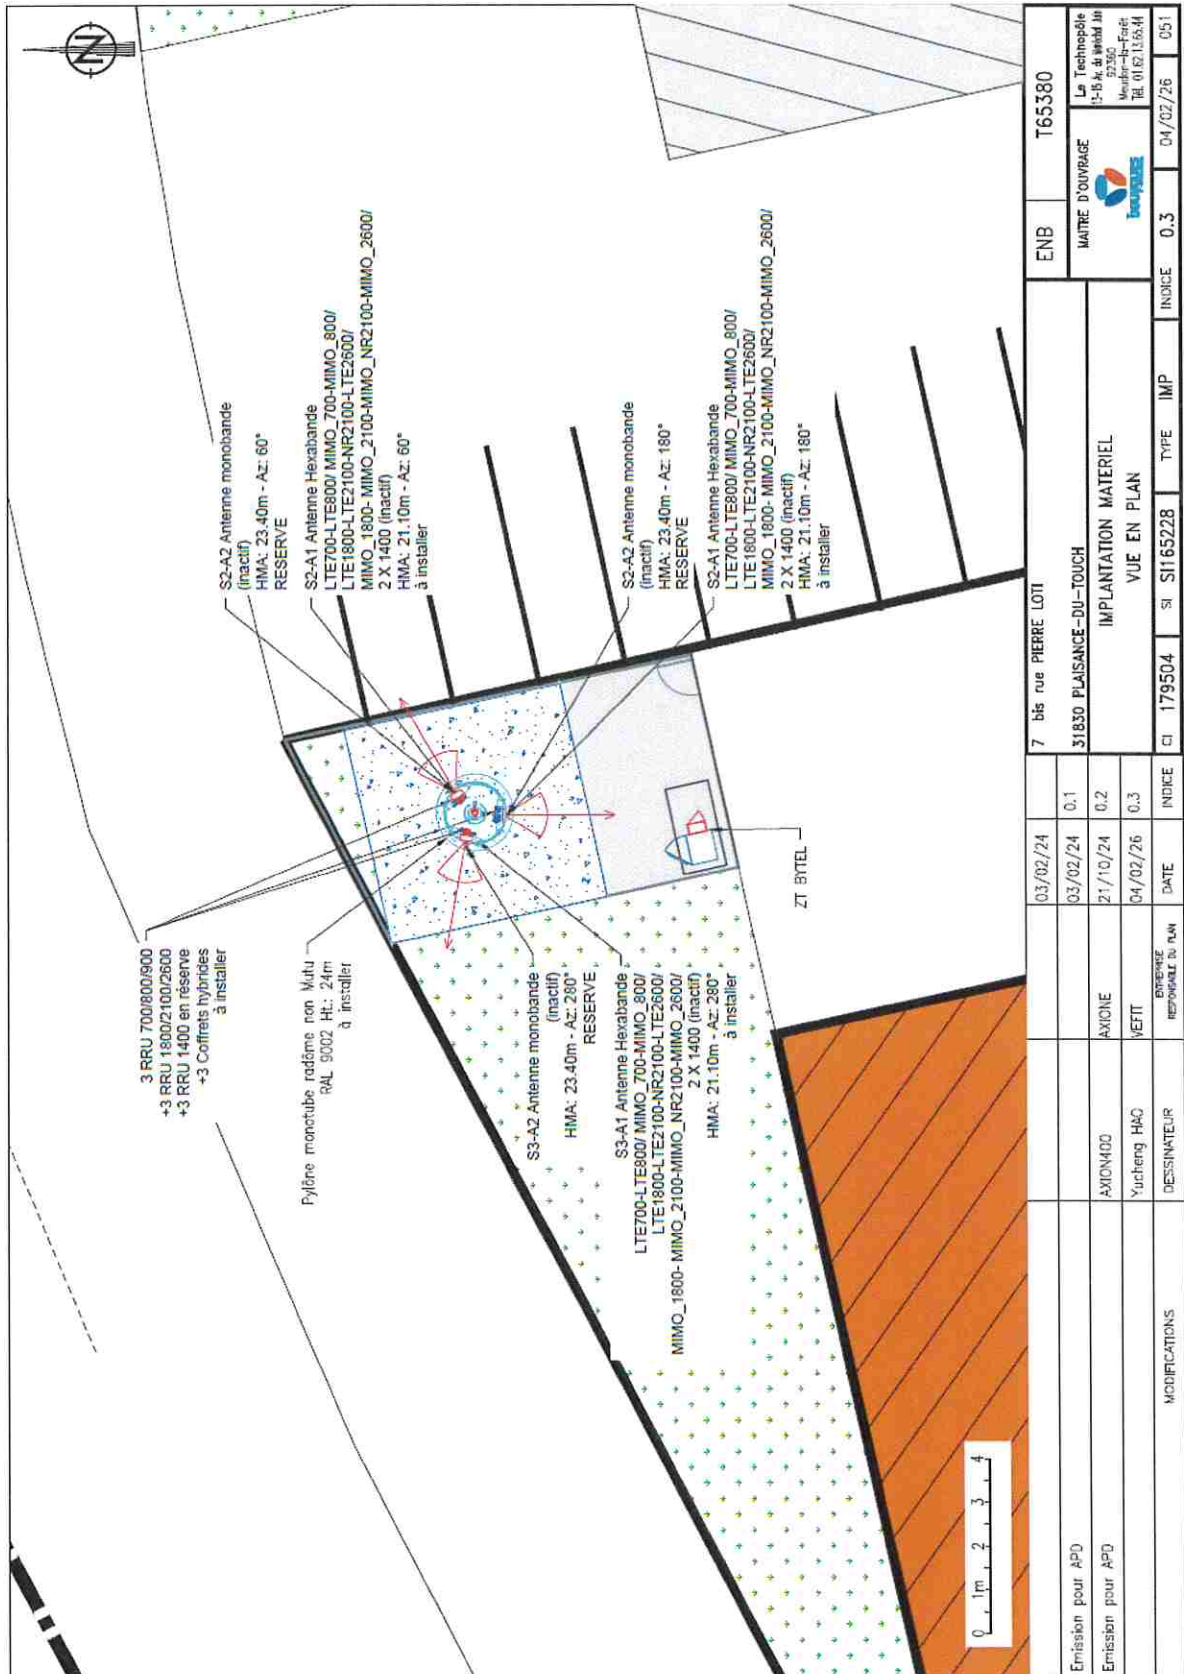 N
3 RRU 700/800/900
+3 RRU 1800/2100/2600
+3 RRU 1400 en réserve
+3 Coffrets hybrides
à installer
Pylône monotube radôme non Mutu
RAL 9002 Ht.: 24m
à installer
S2-A2 Antenne monobande
(inactif)
HMA: 23.40m - Az: 60°
RESERVE
S2-A1 Antenne Hexabande
LTE700-LTE800/ MIMO_700-MIMO_800/
LTE1800-LTE2100-NR2100-LTE2600/
MIMO_1800- MIMO_2100-MIMO_NR2100-MIMO_2600/
2 X 1400 (inactif)
HMA: 21.10m - Az: 60°
à installer
S2-A2 Antenne monobande
(inactif)
HMA: 23.40m - Az: 180°
RESERVE
S2-A1 Antenne Hexabande
LTE700-LTE800/ MIMO_700-MIMO_800/
LTE1800-LTE2100-NR2100-LTE2600/
MIMO_1800- MIMO_2100-MIMO_NR2100-MIMO_2600/
2 X 1400 (inactif)
HMA: 21.10m - Az: 180°
à installer
S3-A2 Antenne monobande
(inactif)
HMA: 23.40m - Az: 280°
RESERVE
S3-A1 Antenne Hexabande
LTE700-LTE800/ MIMO_700-MIMO_800/
LTE1800-LTE2100-NR2100-LTE2600/
MIMO_1800- MIMO_2100-MIMO_NR2100-MIMO_2600/
2 X 1400 (inactif)
HMA: 21.10m - Az: 280°
à installer
ZT BYTEL
0 1m 2 3 4
03/02/24
Emission pour APD 03/02/24 0.1
Emission pour APD AXION400 AXIONE 21/10/24 0.2
Yucheng HAO VEFIT 04/02/26 0.3
MODIFICATIONS DESSINATEUR ENTREPRISE RESPONSABLE DU PLAN DATE INDICE
7 bis rue PIERRE LOTI
31830 PLAISANCE-DU-TOUCH
ENB T65380
IMPLANTATION MATERIEL
VUE EN PLAN
MAITRE D'OUVRAGE
bouygues
Le Technopôle
92360
Meudon-la-Forêt
Tél. 01.62.13.65.44
CI 179504 SI SI165228 TYPE IMP INDICE 0.3 04/02/26 051